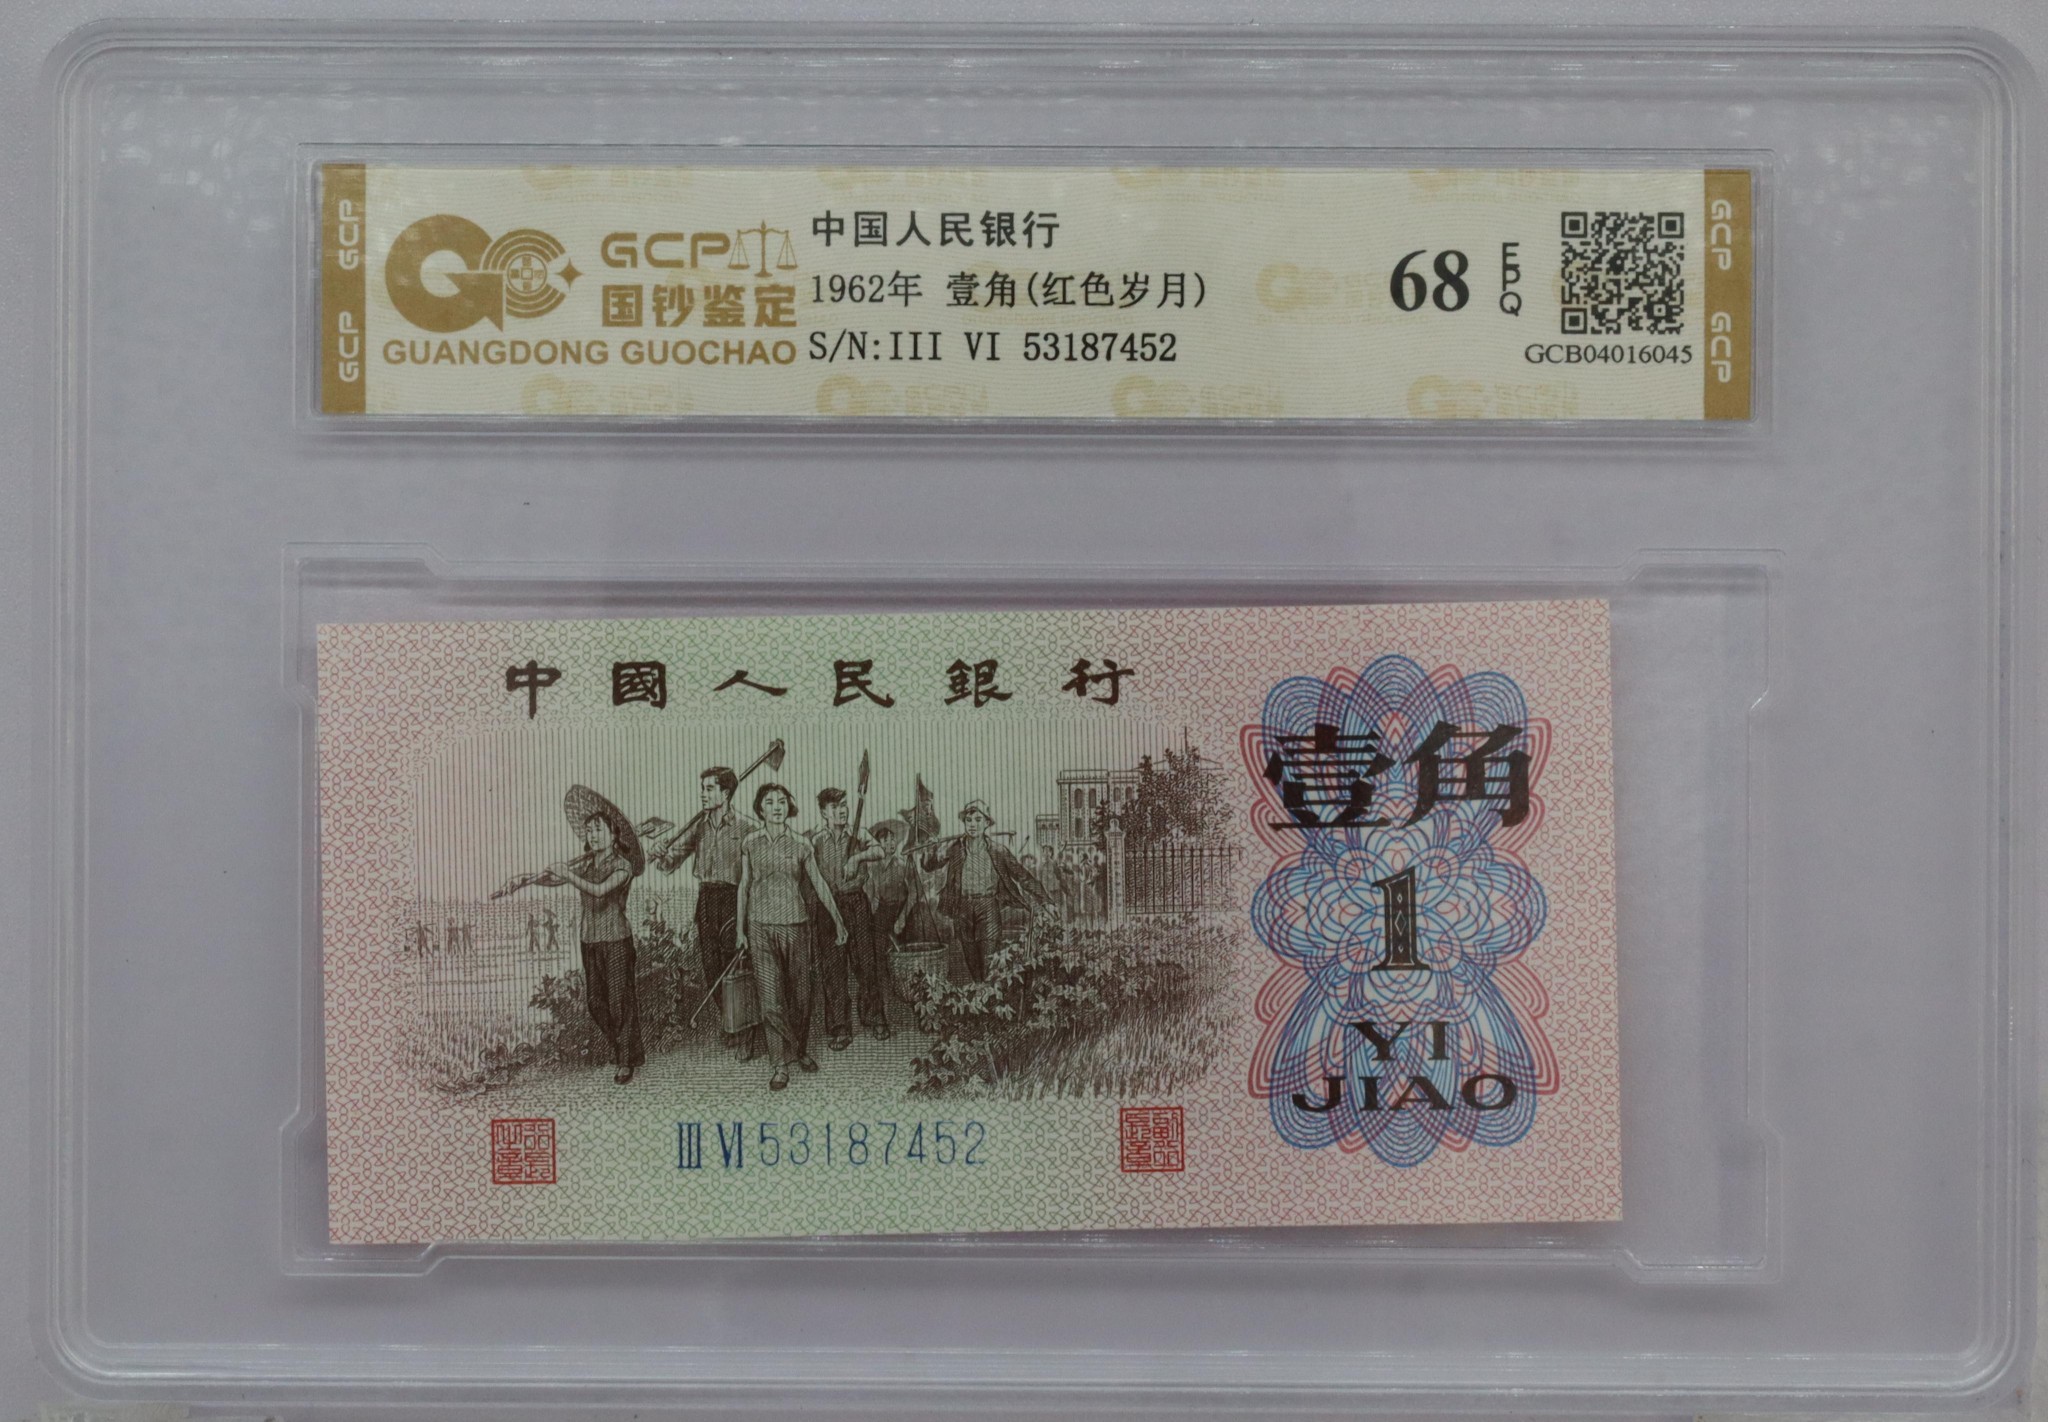 GCP
GCP
GCP
国钞鉴定
GUANGDONG GUOCHAO
中国人民银行
1962年 壹角(红色岁月)
S/N:III VI 53187452
68
EPQ
GCB04016045
GCP
GCP
中國人民銀行
壹角
1
YI
JIAO
III VI 53187452